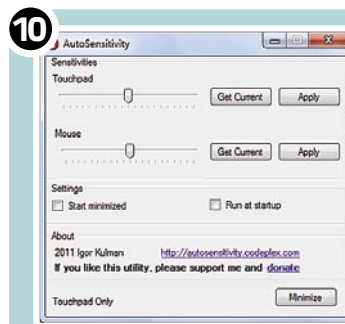 10
AutoSensitivity
Sensitivities
Touchpad
Get Current Apply
Mouse
Get Current Apply
Settings
Start minimized Run at startup
About
2011 Igor Kulman http://autosensitivity.codeplex.com
If you like this utility, please support me and donate
Touchpad Only Minimize